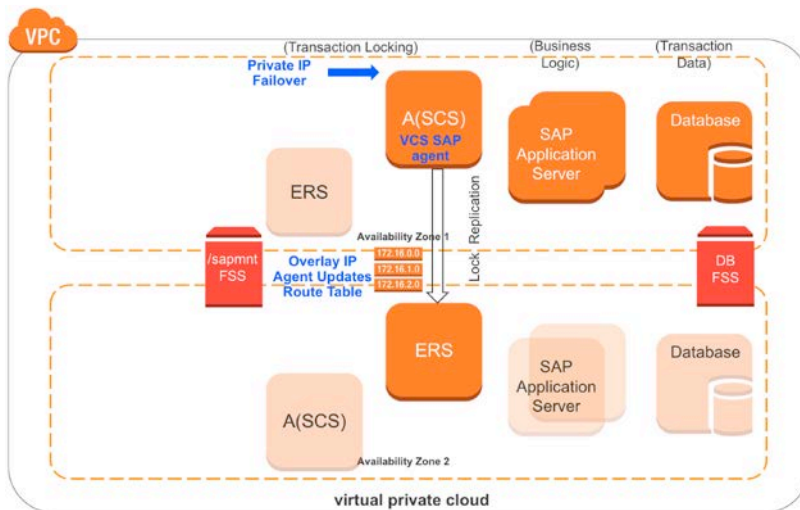 VPC
(Transaction Locking)
(Business
Logic)
(Transaction
Data)
Private IP
Failover
A(SCS)
VCS SAP
agent
SAP
Application
Server
Database
ERS
Lock Replication
Availability Zone 1
/sapmnt
FSS
Overlay IP
Agent Updates
Route Table
172.16.0.0
172.16.1.0
172.16.2.0
DB
FSS
ERS
SAP
Application
Server
Database
A(SCS)
Availability Zone 2
virtual private cloud